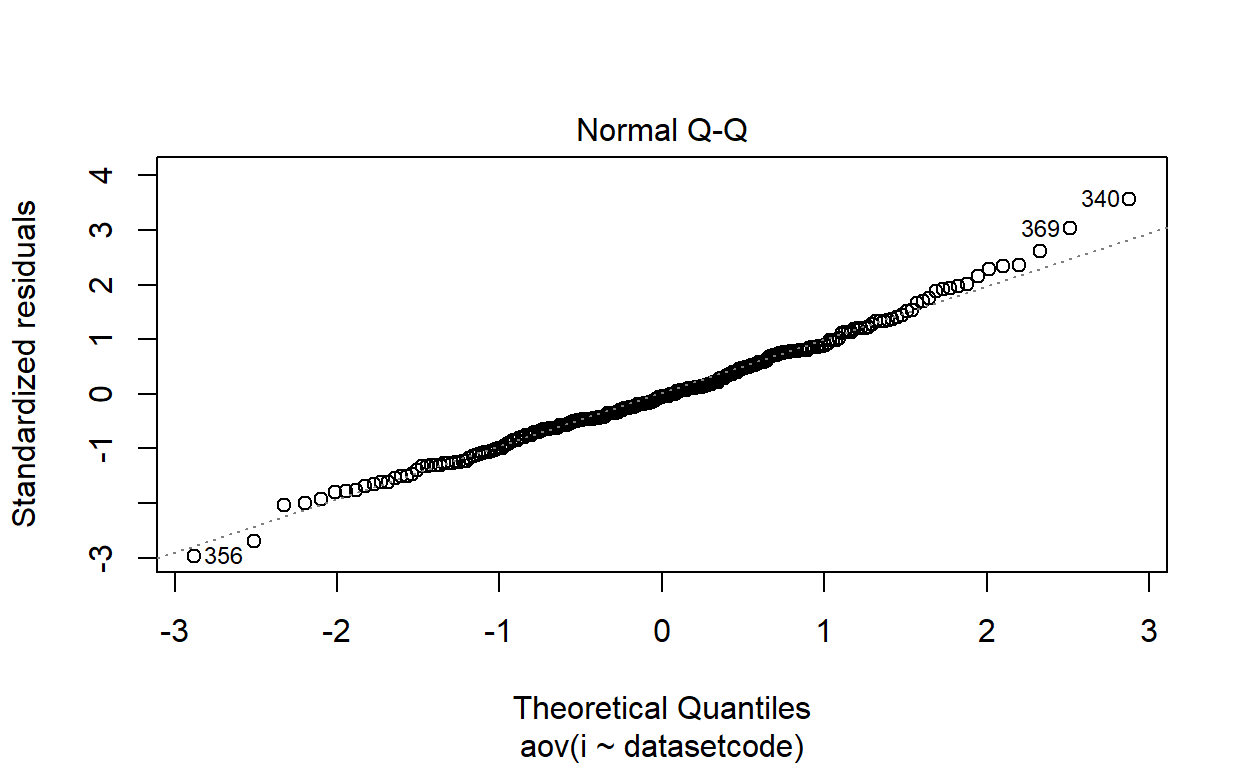 Normal Q-Q
Standardized residuals
4
3
2
1
0
-1
-3
340
369
356
-3 -2 -1 0 1 2 3
Theoretical Quantiles
aov(i ~ datasetcode)